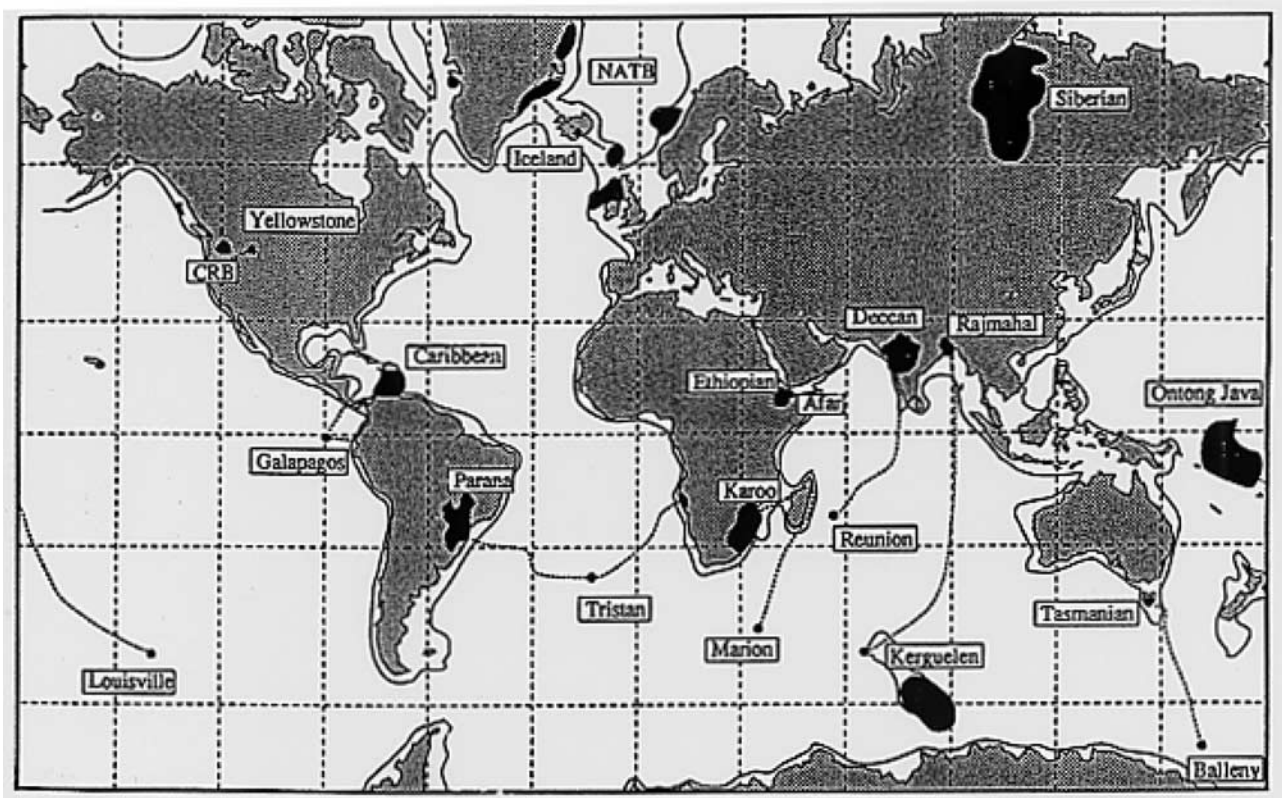 NATB
Siberian
Iceland
Yellowstone
CRB
Deccan
Rajmahal
Caribbean
Ethiopian
Afar
Ontong Java
Galapagos
Parana
Karoo
Reunion
Tristan
Tasmanian
Marion
Kerguelen
Louisville
Balleny